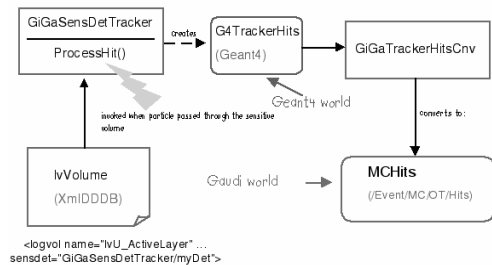 GiGaSensDetTracker
ProcessHit()
creates
G4TrackerHits
(Geant4)
GiGaTrackerHitsCnv
invoked when particle passed through the sensitive
volume
Geant4 world
converts to:
lvVolume
(XmlDDDB)
Gaudi world
MCHits
(/Event/MC/OT/Hits)
<logvol name="lvU_ActiveLayer" ...
sensdet="GiGaSensDetTracker/myDet">